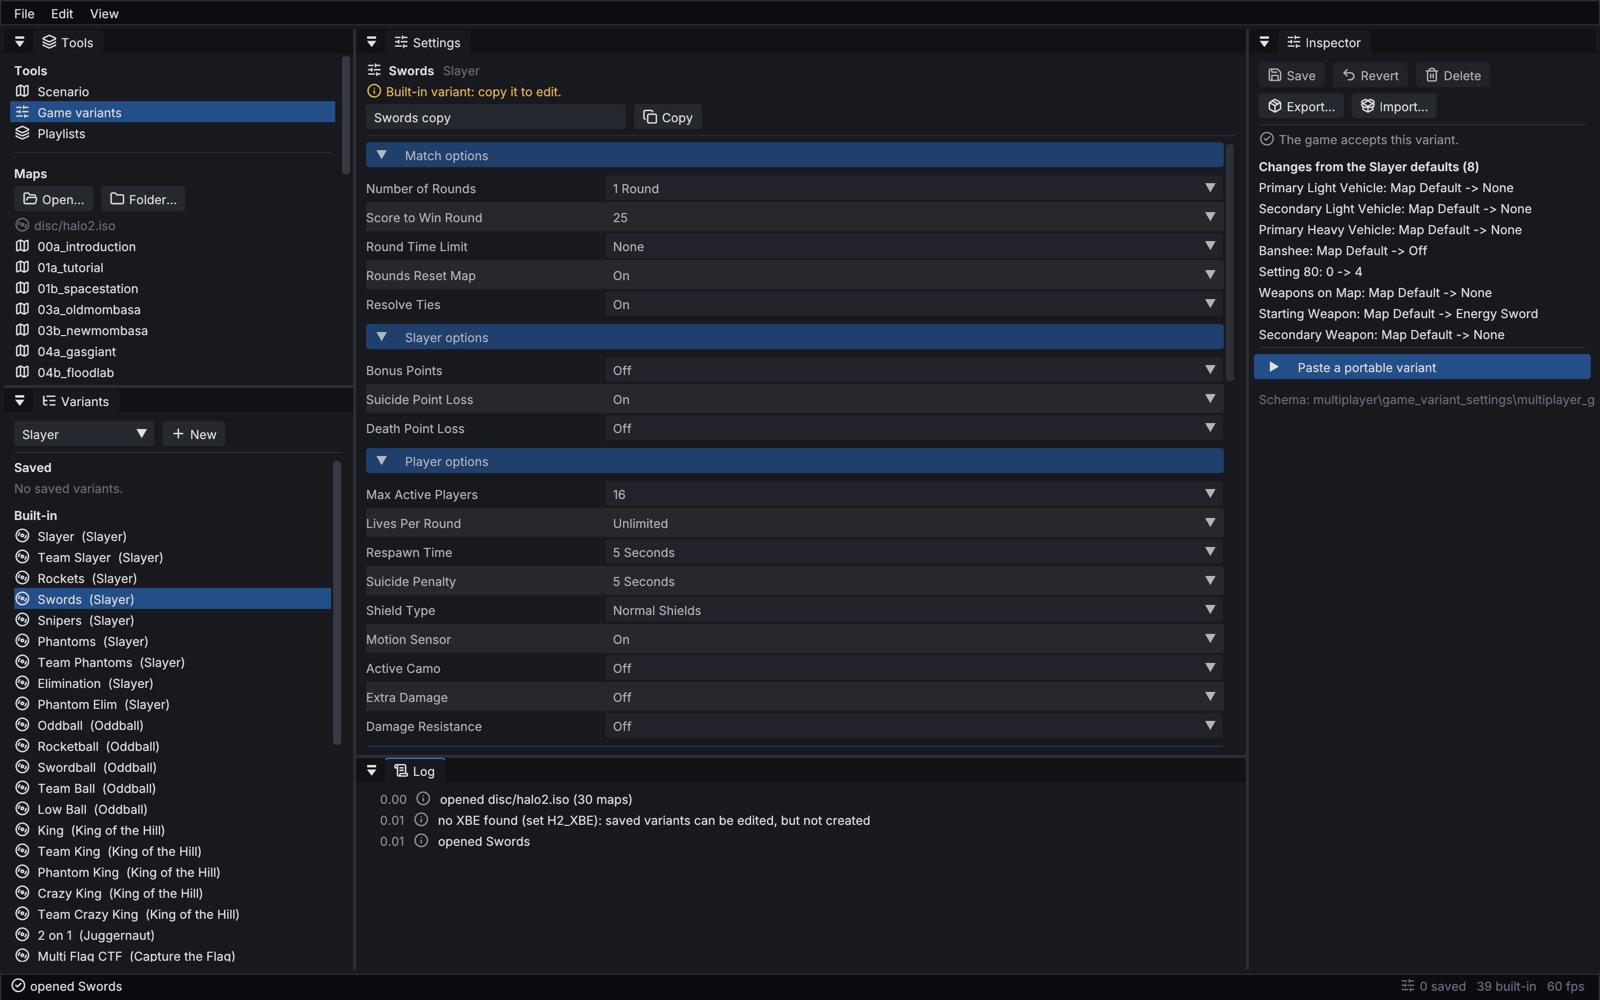 File Edit View
Tools
Tools
Scenario
Game variants
Playlists
Maps
Open... Folder...
disc/halo2.iso
00a_introduction
01a_tutorial
01b_spacestation
03a_oldmombasa
03b_newmombasa
04a_gasgiant
04b_floodlab
Variants
Slayer New
Saved
No saved variants.
Built-in
Slayer (Slayer)
Team Slayer (Slayer)
Rockets (Slayer)
Swords (Slayer)
Snipers (Slayer)
Phantoms (Slayer)
Team Phantoms (Slayer)
Elimination (Slayer)
Phantom Elim (Slayer)
Oddball (Oddball)
Rocketball (Oddball)
Swordball (Oddball)
Team Ball (Oddball)
Low Ball (Oddball)
King (King of the Hill)
Team King (King of the Hill)
Phantom King (King of the Hill)
Crazy King (King of the Hill)
Team Crazy King (King of the Hill)
2 on 1 (Juggernaut)
Multi Flag CTF (Capture the Flag)
Settings
Swords Slayer
Built-in variant: copy it to edit.
Swords copy Copy
Match options
Number of Rounds 1 Round
Score to Win Round 25
Round Time Limit None
Rounds Reset Map On
Resolve Ties On
Slayer options
Bonus Points Off
Suicide Point Loss On
Death Point Loss Off
Player options
Max Active Players 16
Lives Per Round Unlimited
Respawn Time 5 Seconds
Suicide Penalty 5 Seconds
Shield Type Normal Shields
Motion Sensor On
Active Camo Off
Extra Damage Off
Damage Resistance Off
Log
0.00 opened disc/halo2.iso (30 maps)
0.01 no XBE found (set H2_XBE): saved variants can be edited, but not created
0.01 opened Swords
Inspector
Save Revert Delete
Export... Import...
The game accepts this variant.
Changes from the Slayer defaults (8)
Primary Light Vehicle: Map Default -> None
Secondary Light Vehicle: Map Default -> None
Primary Heavy Vehicle: Map Default -> None
Banshee: Map Default -> Off
Setting 80: 0 -> 4
Weapons on Map: Map Default -> None
Starting Weapon: Map Default -> Energy Sword
Secondary Weapon: Map Default -> None
Paste a portable variant
Schema: multiplayer\game_variant_settings\multiplayer_g
opened Swords
0 saved 39 built-in 60 fps